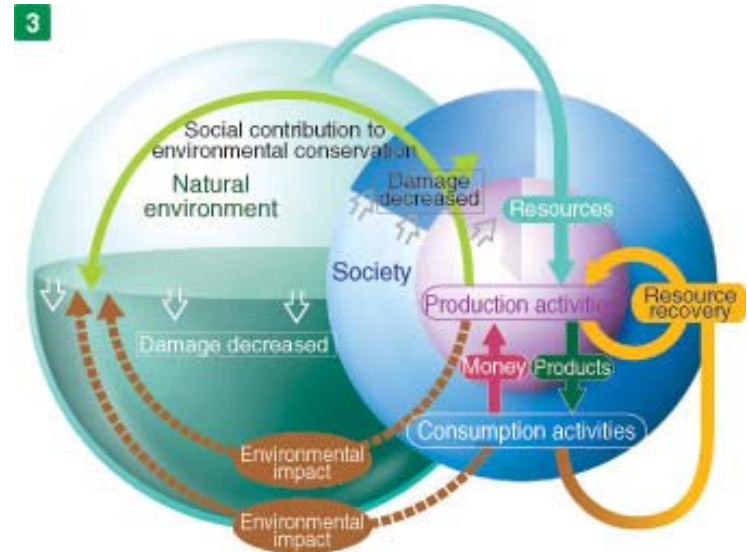 3
Social contribution to
environmental conservation
Natural
environment
Damage
decreased
Resources
Society
Production activities
Resource
recovery
Damage decreased
Money
Products
Consumption activities
Environmental
impact
Environmental
impact